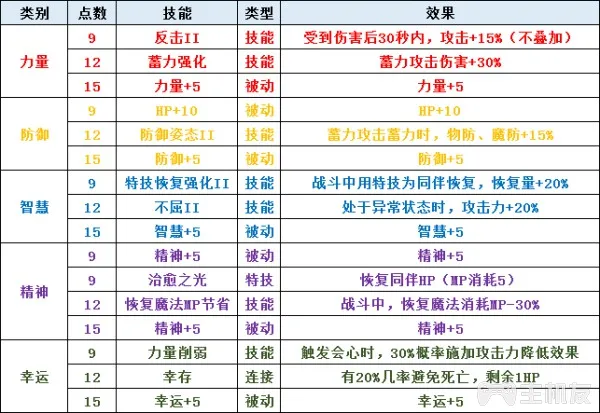 类别 点数 技能 类型 效果
力量 9 反击II 技能 受到伤害后30秒内，攻击+15%（不叠加）
12 蓄力强化 技能 蓄力攻击伤害+30%
15 力量+5 被动 力量+5
防御 9 HP+10 被动 HP+10
12 防御姿态II 技能 蓄力攻击蓄力时，物防、魔防+15%
15 防御+5 被动 防御+5
智慧 9 特技恢复强化II 技能 战斗中用特技为同伴恢复，恢复量+20%
12 不屈II 技能 处于异常状态时，攻击力+20%
15 智慧+5 技能 智慧+5
精神 9 精神+5 被动 精神+5
9 治愈之光 特技 恢复同伴HP（MP消耗5）
12 恢复魔法MP节省 技能 战斗中，恢复魔法消耗MP-30%
15 精神+5 被动 精神+5
幸运 9 力量削弱 技能 触发会心时，30%概率施加攻击力降低效果
12 幸存 连接 有20%几率避免死亡，剩余1HP
15 幸运+5 被动 幸运+5
主机友